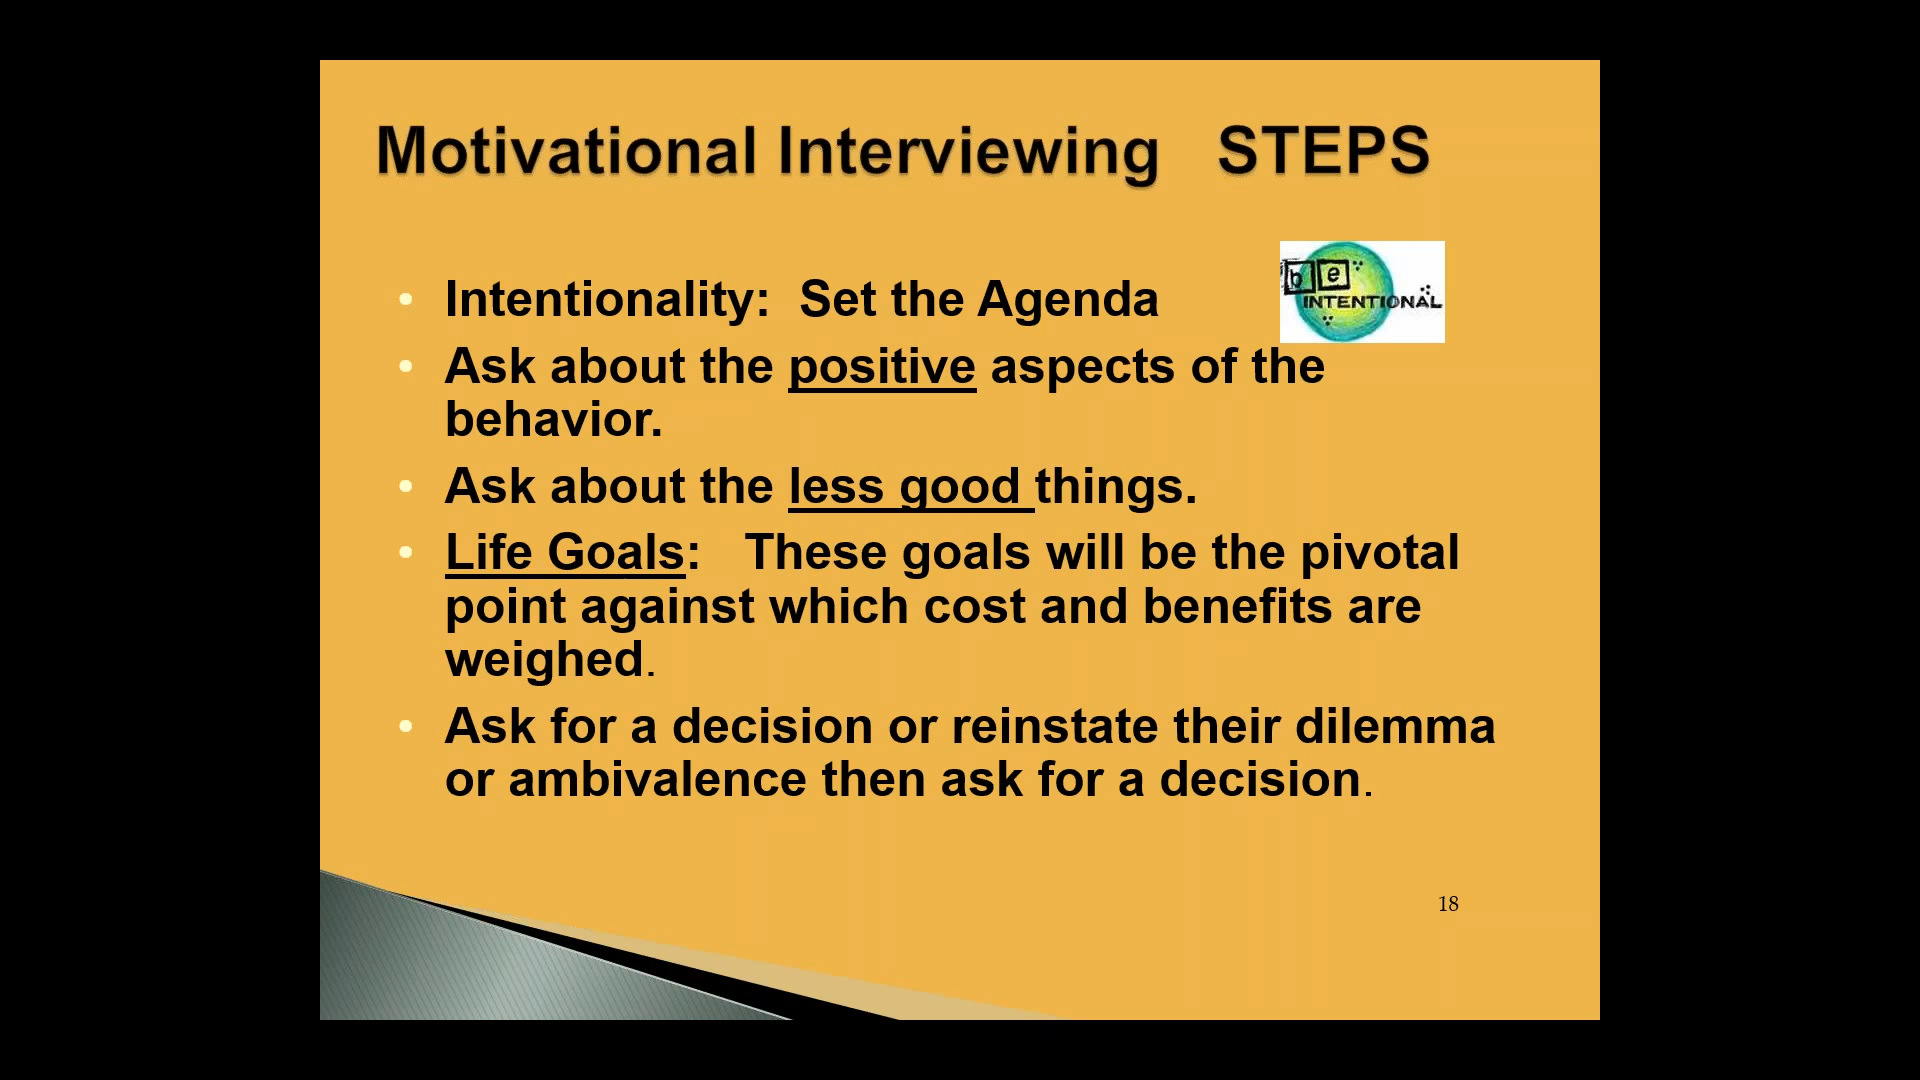 Motivational Interviewing   STEPS
be
INTENTIONAL
• Intentionality:  Set the Agenda
• Ask about the positive aspects of the
behavior.
• Ask about the less good things.
• Life Goals:   These goals will be the pivotal
point against which cost and benefits are
weighed.
• Ask for a decision or reinstate their dilemma
or ambivalence then ask for a decision.
18